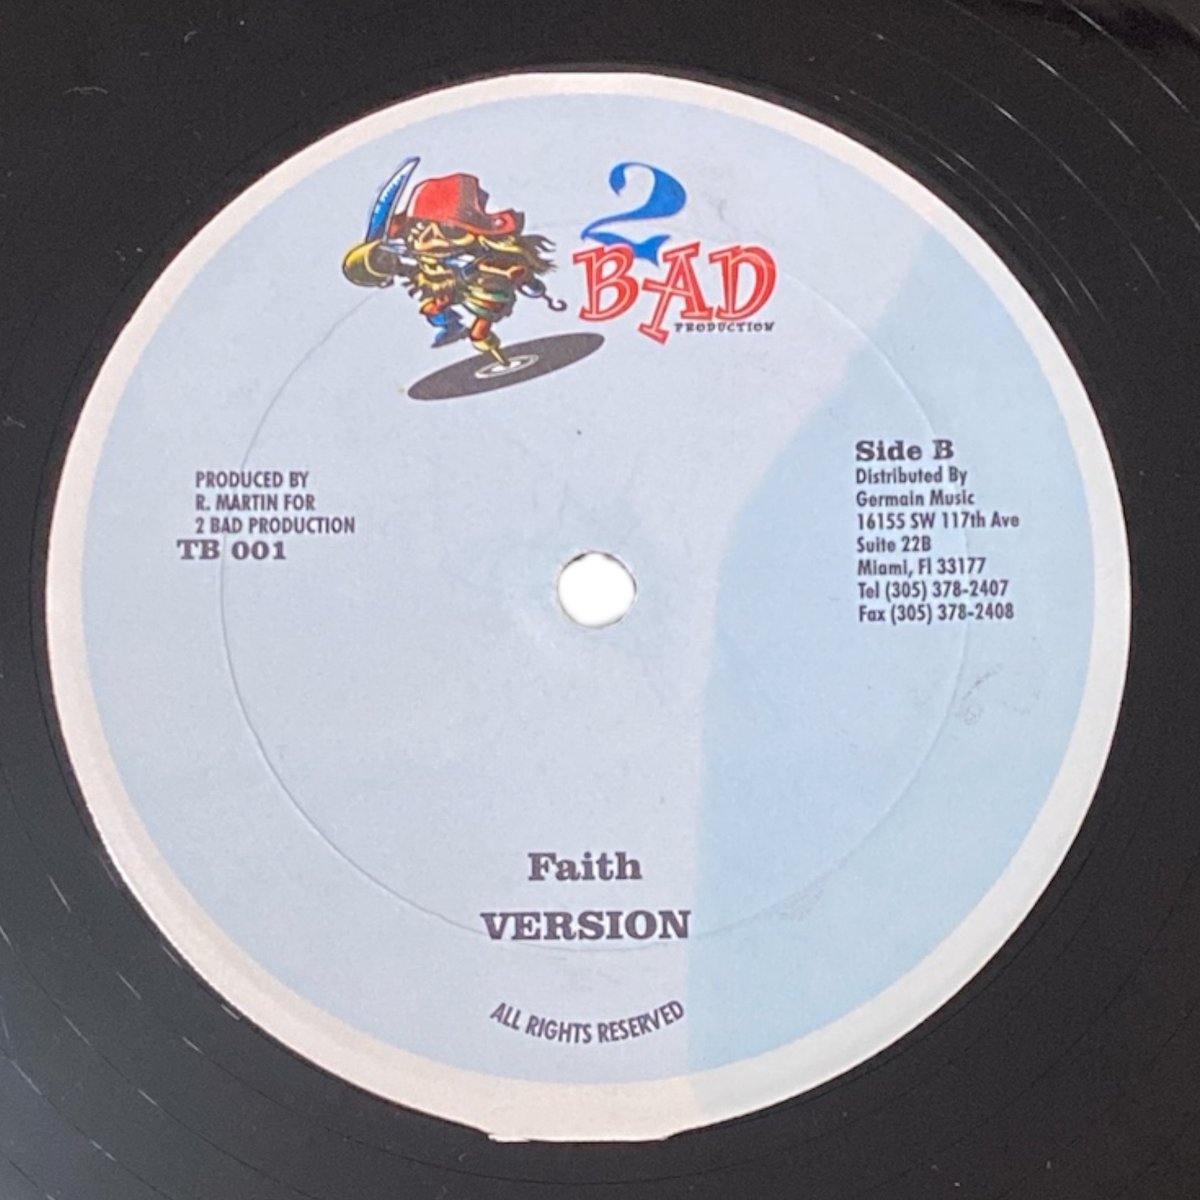 2
BAD
PRODUCTION
PRODUCED BY
R. MARTIN FOR
2 BAD PRODUCTION
TB 001
Side B
Distributed By
Germain Music
16155 SW 117th Ave
Suite 22B
Miami, Fl 33177
Tel (305) 378-2407
Fax (305) 378-2408
Faith
VERSION
ALL RIGHTS RESERVED